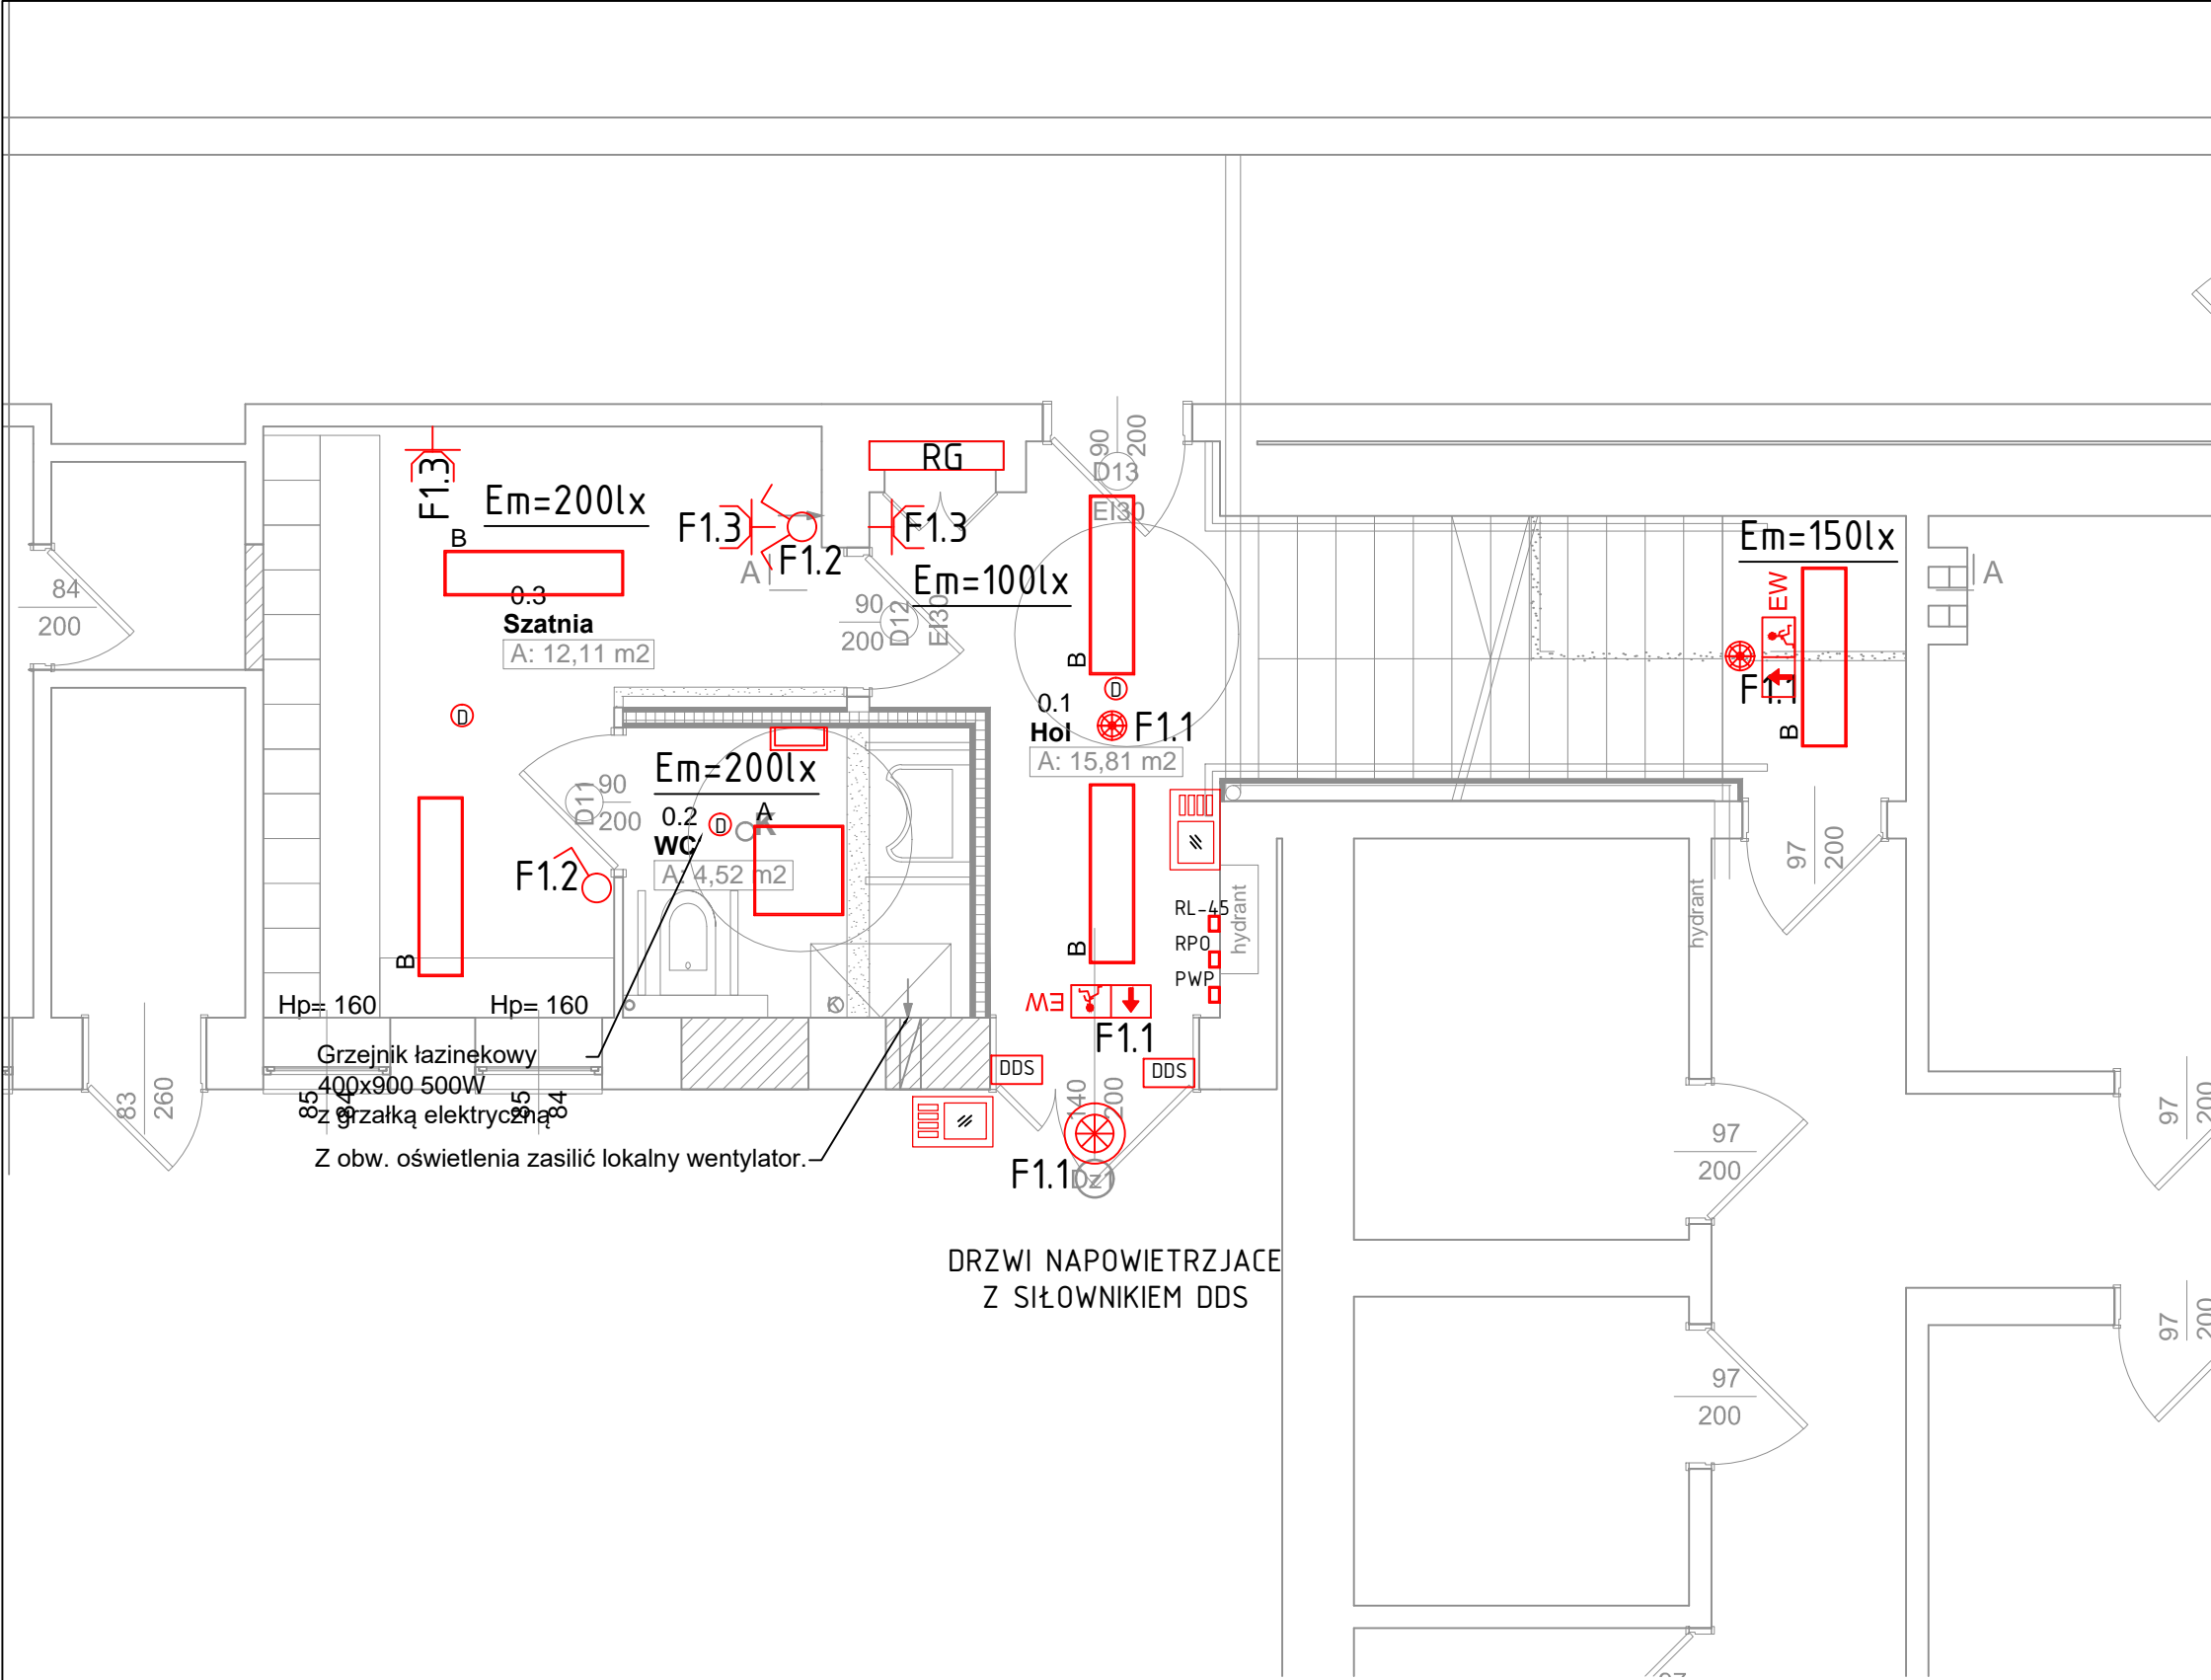 RG
90
200
D13
EI30
F1.3
Em=200lx
B
F1.3
F1.2
F1.3
A
Em=100lx
Em=150lx
EW
A
84
200
0.3
Szatnia
A: 12,11 m2
90
200
D12
EI30
B
D
F1.1
B
D
0.1
Hol
F1.1
A: 15,81 m2
Em=200lx
D11
90
200
0.2
D
A
K
WC
A: 4,52 m2
F1.2
B
B
97
200
RL-45
RPO
PWP
hydrant
hydrant
Hp= 160
Hp= 160
EW
F1.1
DDS
DDS
Grzejnik łazinekowy
400x900 500W
z grzałką elektryczną
85
84
85
84
83
260
140
200
Z obw. oświetlenia zasilić lokalny wentylator.
F1.1
Dz1
97
200
97
200
DRZWI NAPOWIETRZJACE
Z SIŁOWNIKIEM DDS
97
200
97
200